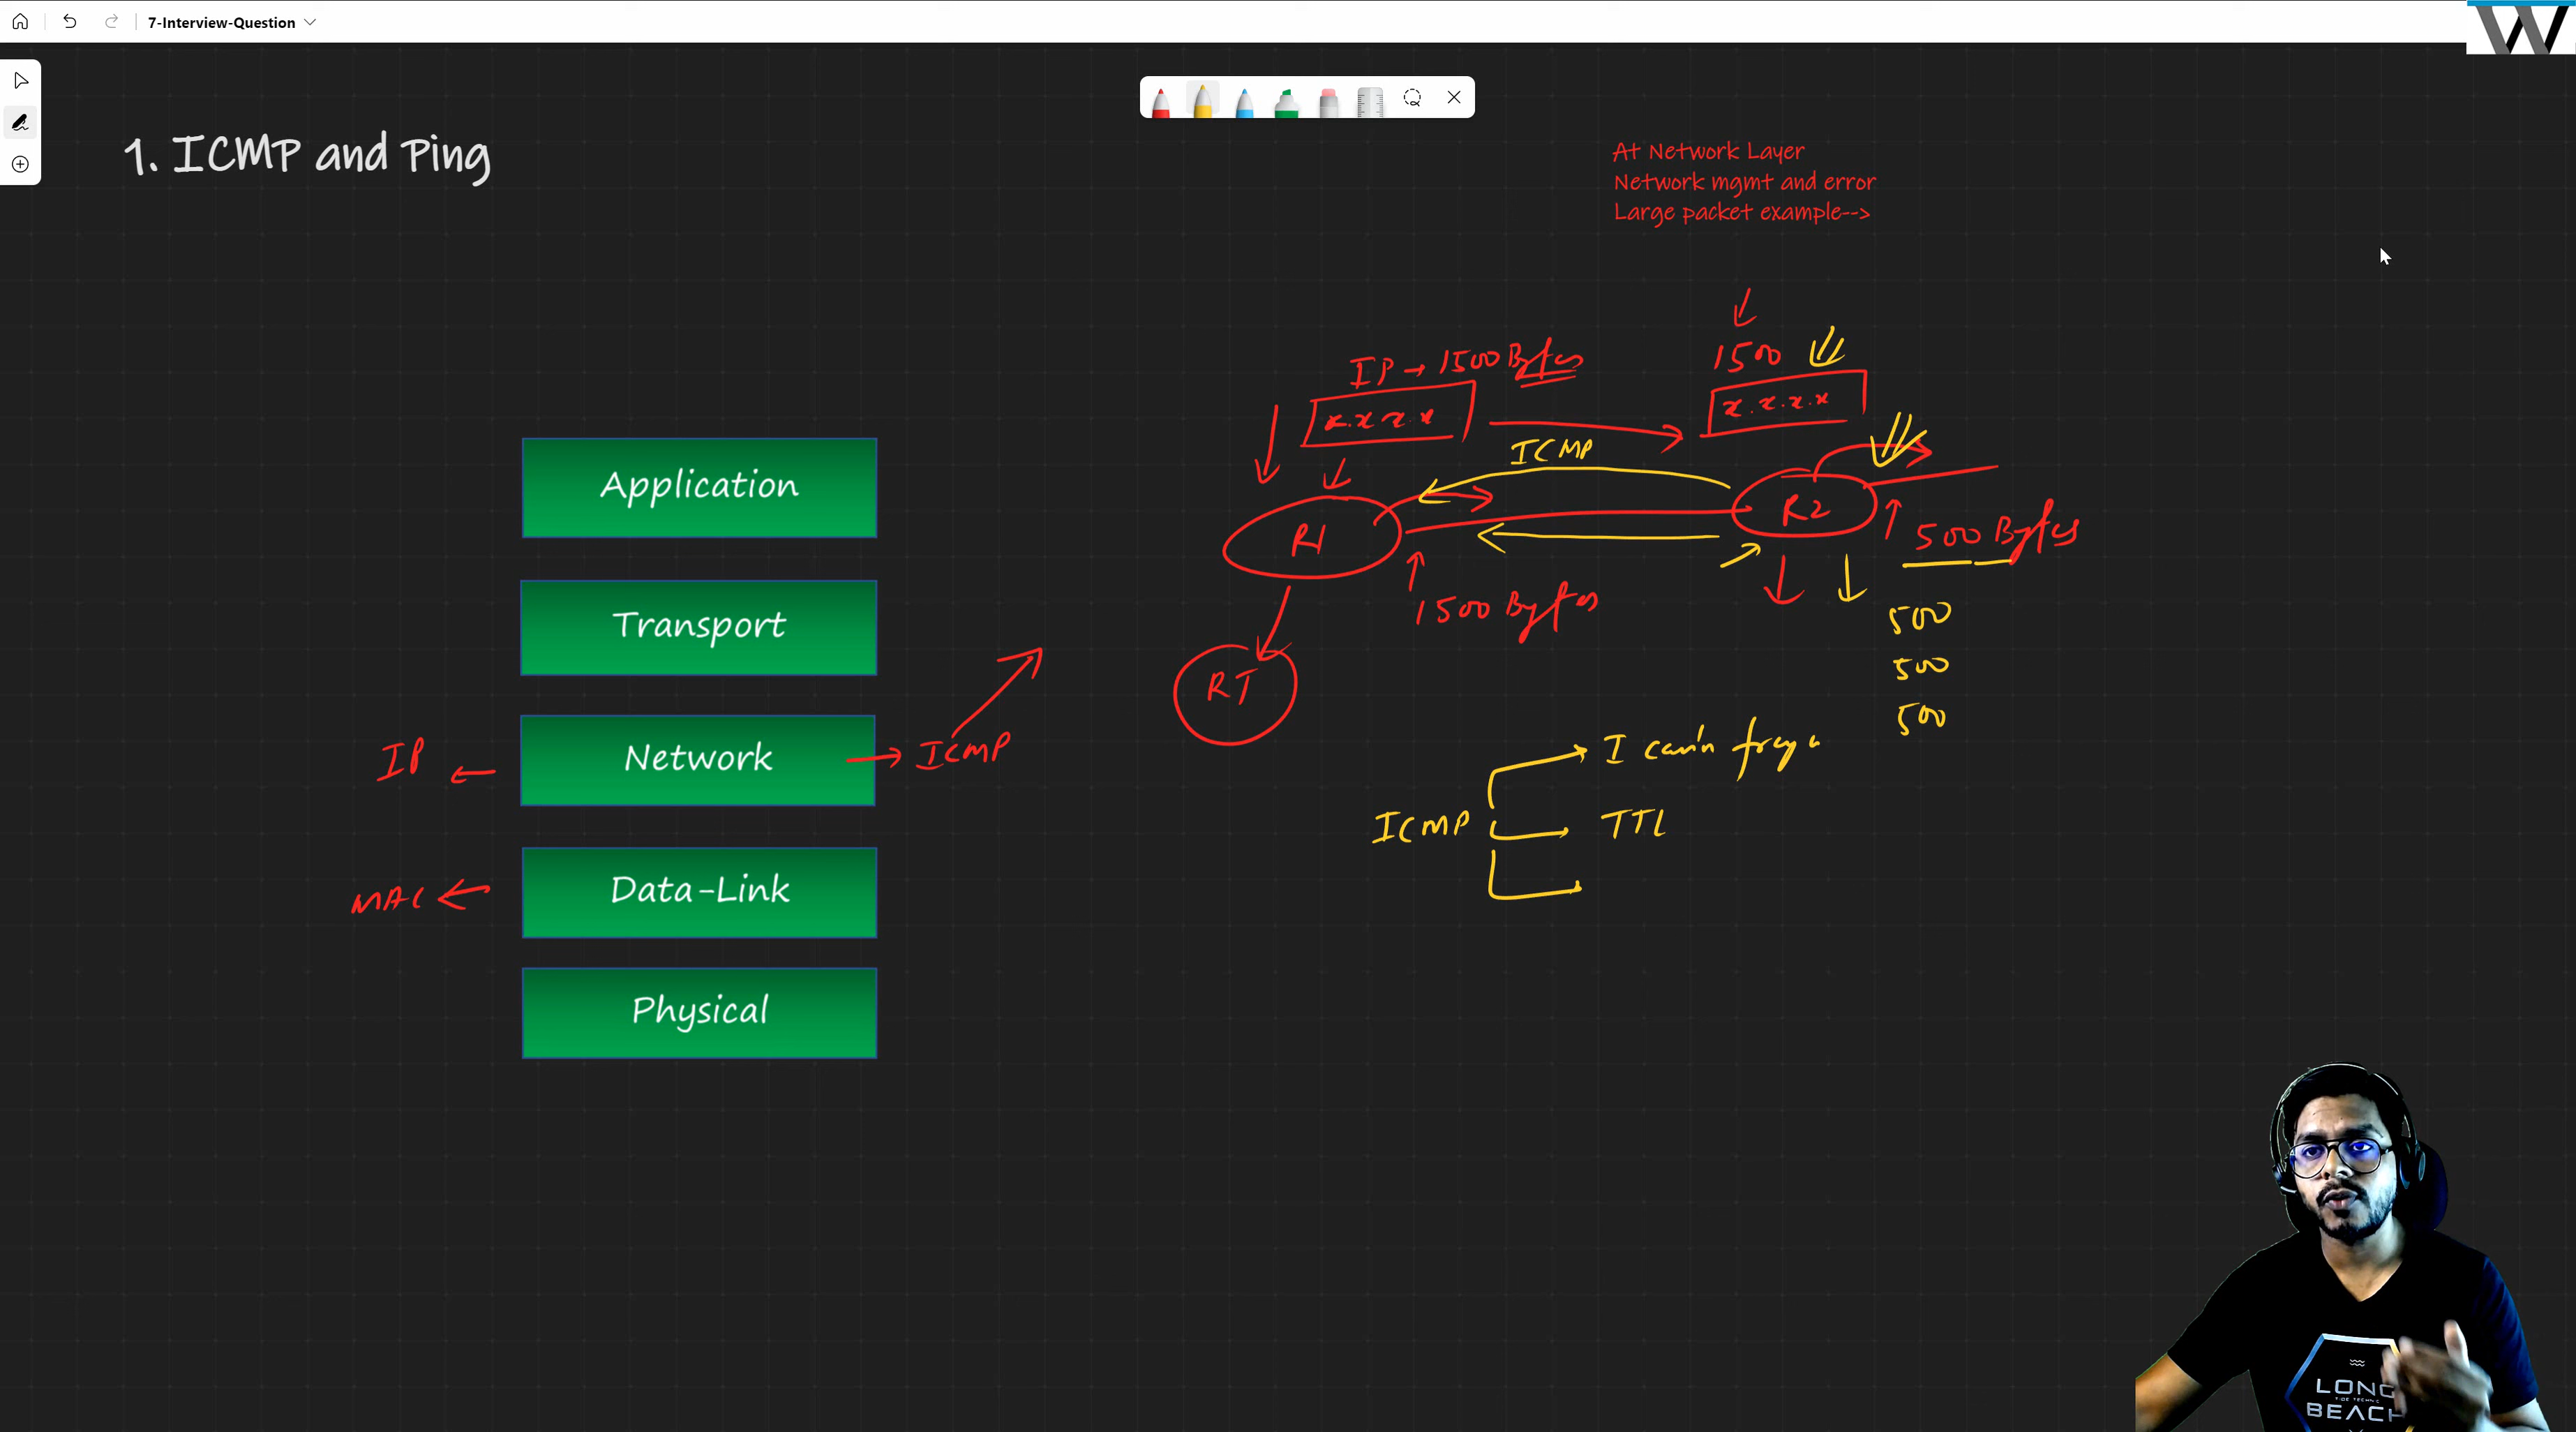 7-Interview-Question
W
1. ICMP and Ping
At Network Layer
Network mgmt and error
Large packet example-->
IP → 1500 Bytes
1500
x.x.x.x
x.x.x.x
ICMP
R1
R2
500 Bytes
1500 Bytes
500
500
500
RT
Application
Transport
IP ← Network → ICMP
MAC ← Data-Link
Physical
ICMP
I can'n frag
TTL
LONG
BEACH